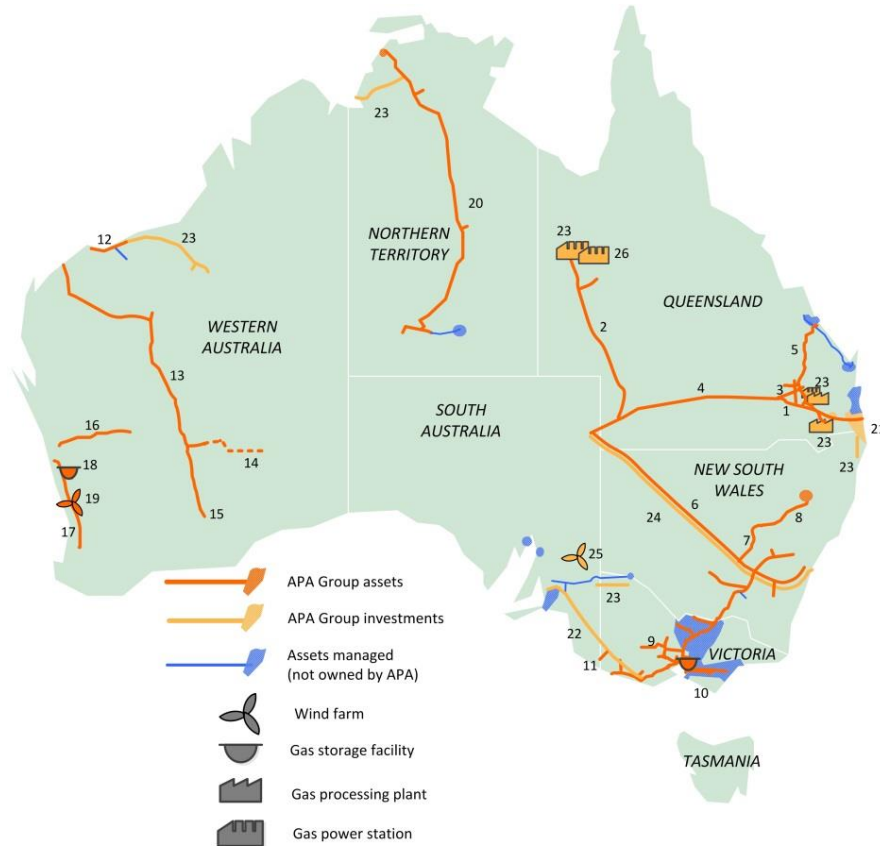 23
20
NORTHERN
TERRITORY
12
23
23
26
QUEENSLAND
WESTERN
AUSTRALIA
2
5
13
4
3
23
1
SOUTH
AUSTRALIA
16
14
23
21
23
18
NEW SOUTH
WALES
6
19
24
8
15
17
7
25
23
22
9
VICTORIA
11
10
APA Group assets
APA Group investments
Assets managed
(not owned by APA)
Wind farm
Gas storage facility
TASMANIA
Gas processing plant
Gas power station